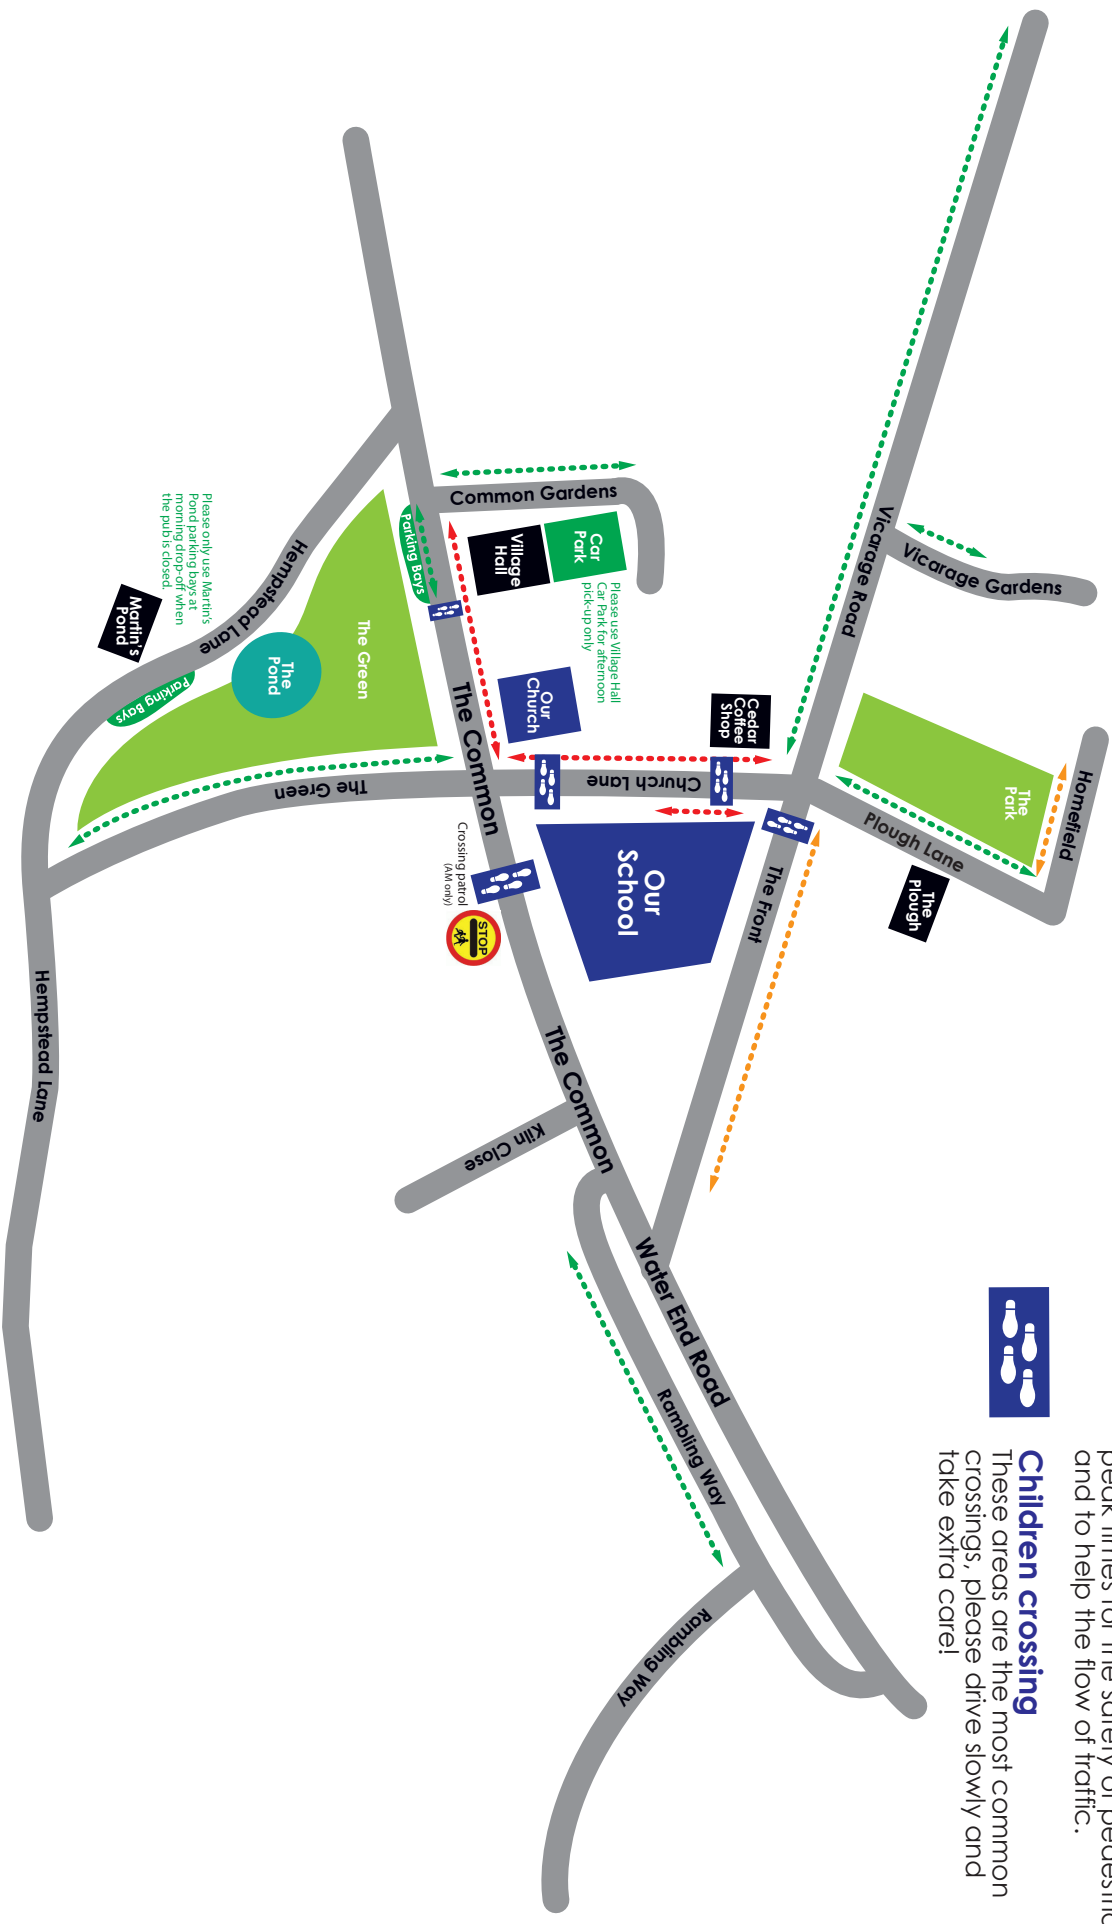 peak times for the safety of
and to help the flow of traffic.
Children crossing
These areas are the most common
crossings, please drive slowly and
take extra care!
Homefield
The
Park
Plough Lane
The
Plough
Vicarage Gardens
Vicarage Road
The Front
Cedar
Coffee
Shop
Church Lane
Our
School
Common Gardens
Car
Park
Village
Hall
Please use Village Hall
Car Park for afternoon
pick-up only
Our
Church
Parking Bays
The Common
The Common
Crossing patrol
(AM only)
STOP
Kiln Close
Water End Road
Rambling Way
Rambling Way
The Green
The Green
The
Pond
Hempstead Lane
Parking Bays
Martin's
Pond
Please only use Martin's
Pond parking bays at
morning drop-off when
the pub is closed.
Hempstead Lane